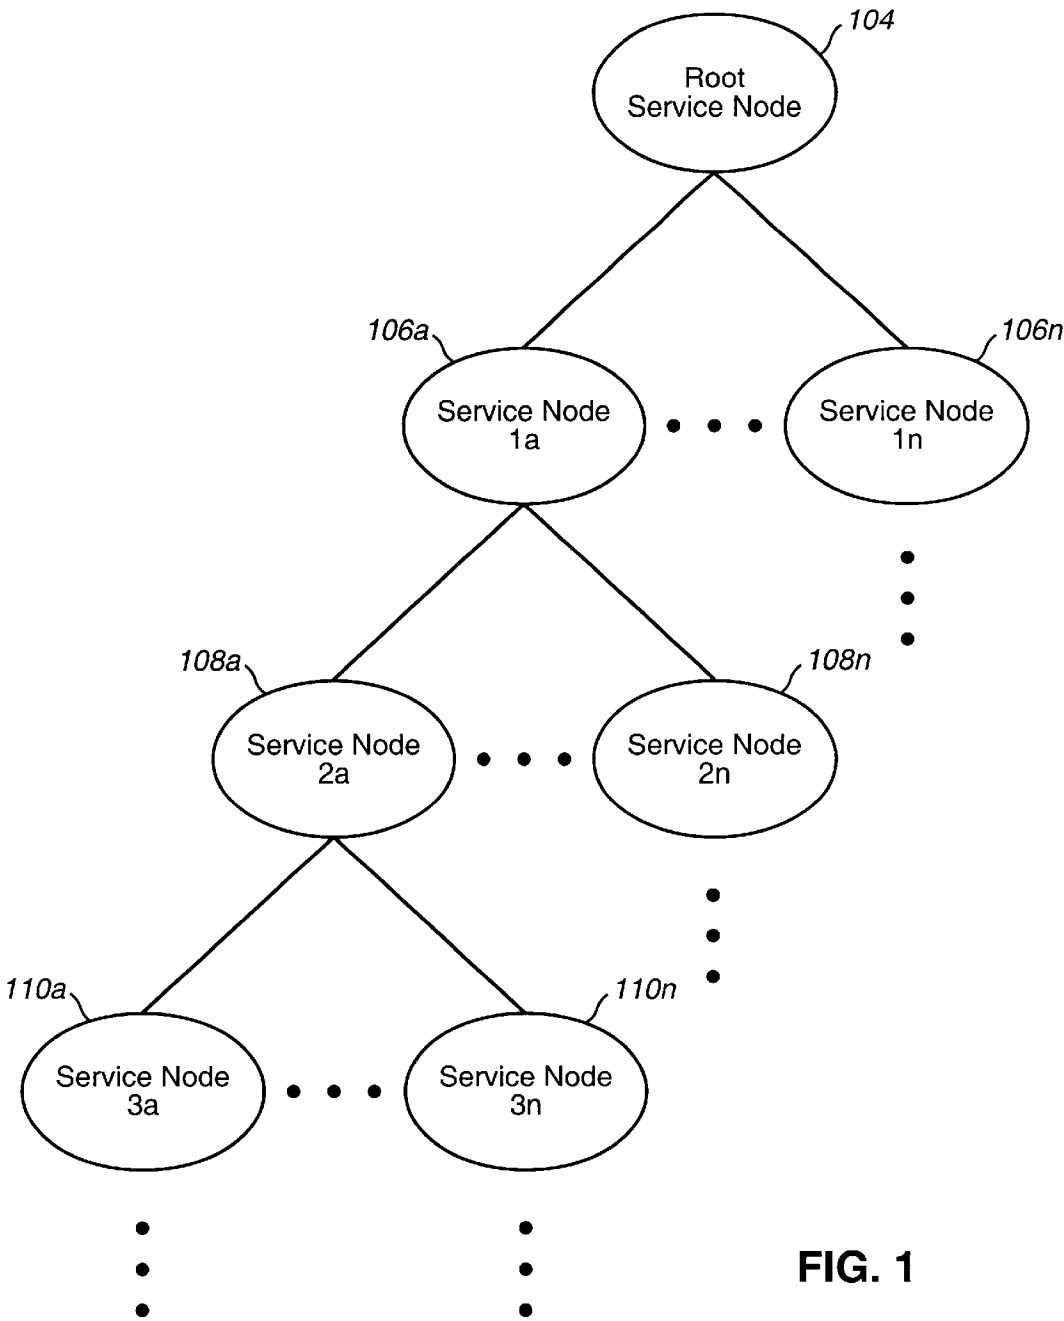 104
Root
Service Node
106a
106n
Service Node
1a
Service Node
1n
108a
108n
Service Node
2a
Service Node
2n
110a
110n
Service Node
3a
Service Node
3n
FIG. 1